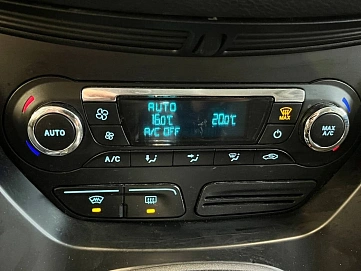 AUTO
16.0°C 20.0°C
A/C OFF
MAX
AUTO
MAX A/C
A/C